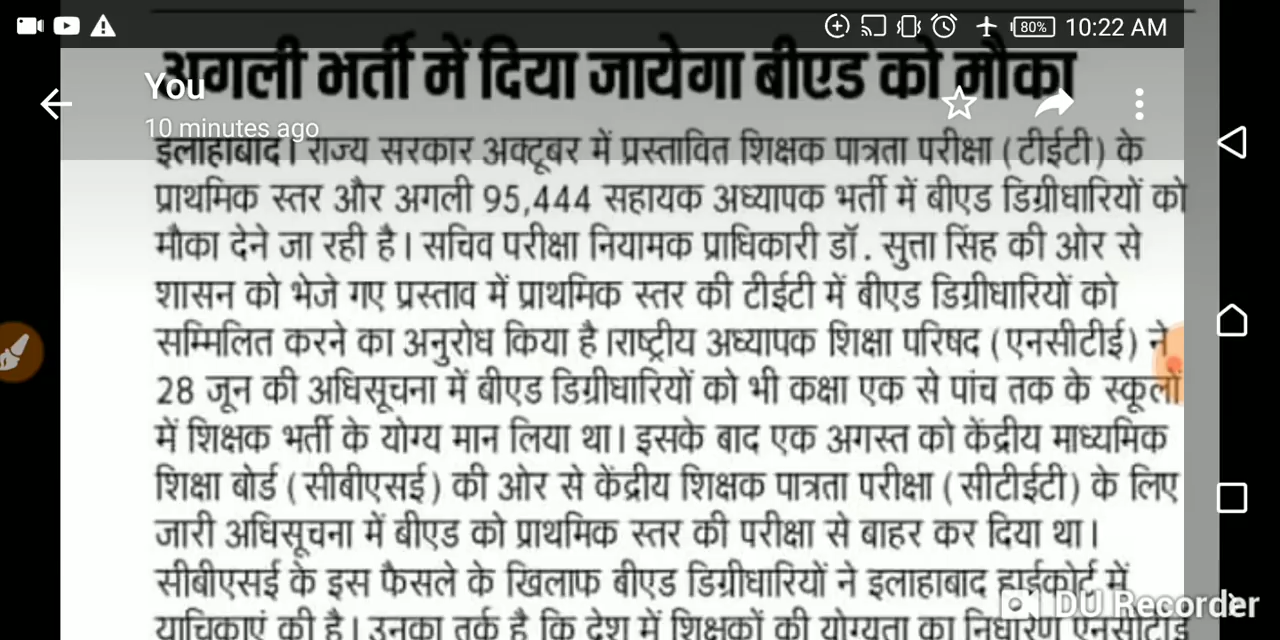 80% 10:22 AM
अगली भर्ती में दिया जायेगा बीएड को मौका
You
10 minutes ago
इलाहाबाद। राज्य सरकार अक्टूबर में प्रस्तावित शिक्षक पात्रता परीक्षा (टीईटी) के
प्राथमिक स्तर और अगली 95,444 सहायक अध्यापक भर्ती में बीएड डिग्रीधारियों को
मौका देने जा रही है। सचिव परीक्षा नियामक प्राधिकारी डॉ. सुत्ता सिंह की ओर से
शासन को भेजे गए प्रस्ताव में प्राथमिक स्तर की टीईटी में बीएड डिग्रीधारियों को
सम्मिलित करने का अनुरोध किया है।राष्ट्रीय अध्यापक शिक्षा परिषद (एनसीटीई) ने
28 जून की अधिसूचना में बीएड डिग्रीधारियों को भी कक्षा एक से पांच तक के स्कूलों
में शिक्षक भर्ती के योग्य मान लिया था। इसके बाद एक अगस्त को केंद्रीय माध्यमिक
शिक्षा बोर्ड (सीबीएसई) की ओर से केंद्रीय शिक्षक पात्रता परीक्षा (सीटीईटी) के लिए
जारी अधिसूचना में बीएड को प्राथमिक स्तर की परीक्षा से बाहर कर दिया था।
सीबीएसई के इस फैसले के खिलाफ बीएड डिग्रीधारियों ने इलाहाबाद हाईकोर्ट में
याचिकाएं की है। उनका तर्क है कि देश में शिक्षकों की योग्यता का निर्धारण एनसीटीई
DU Recorder